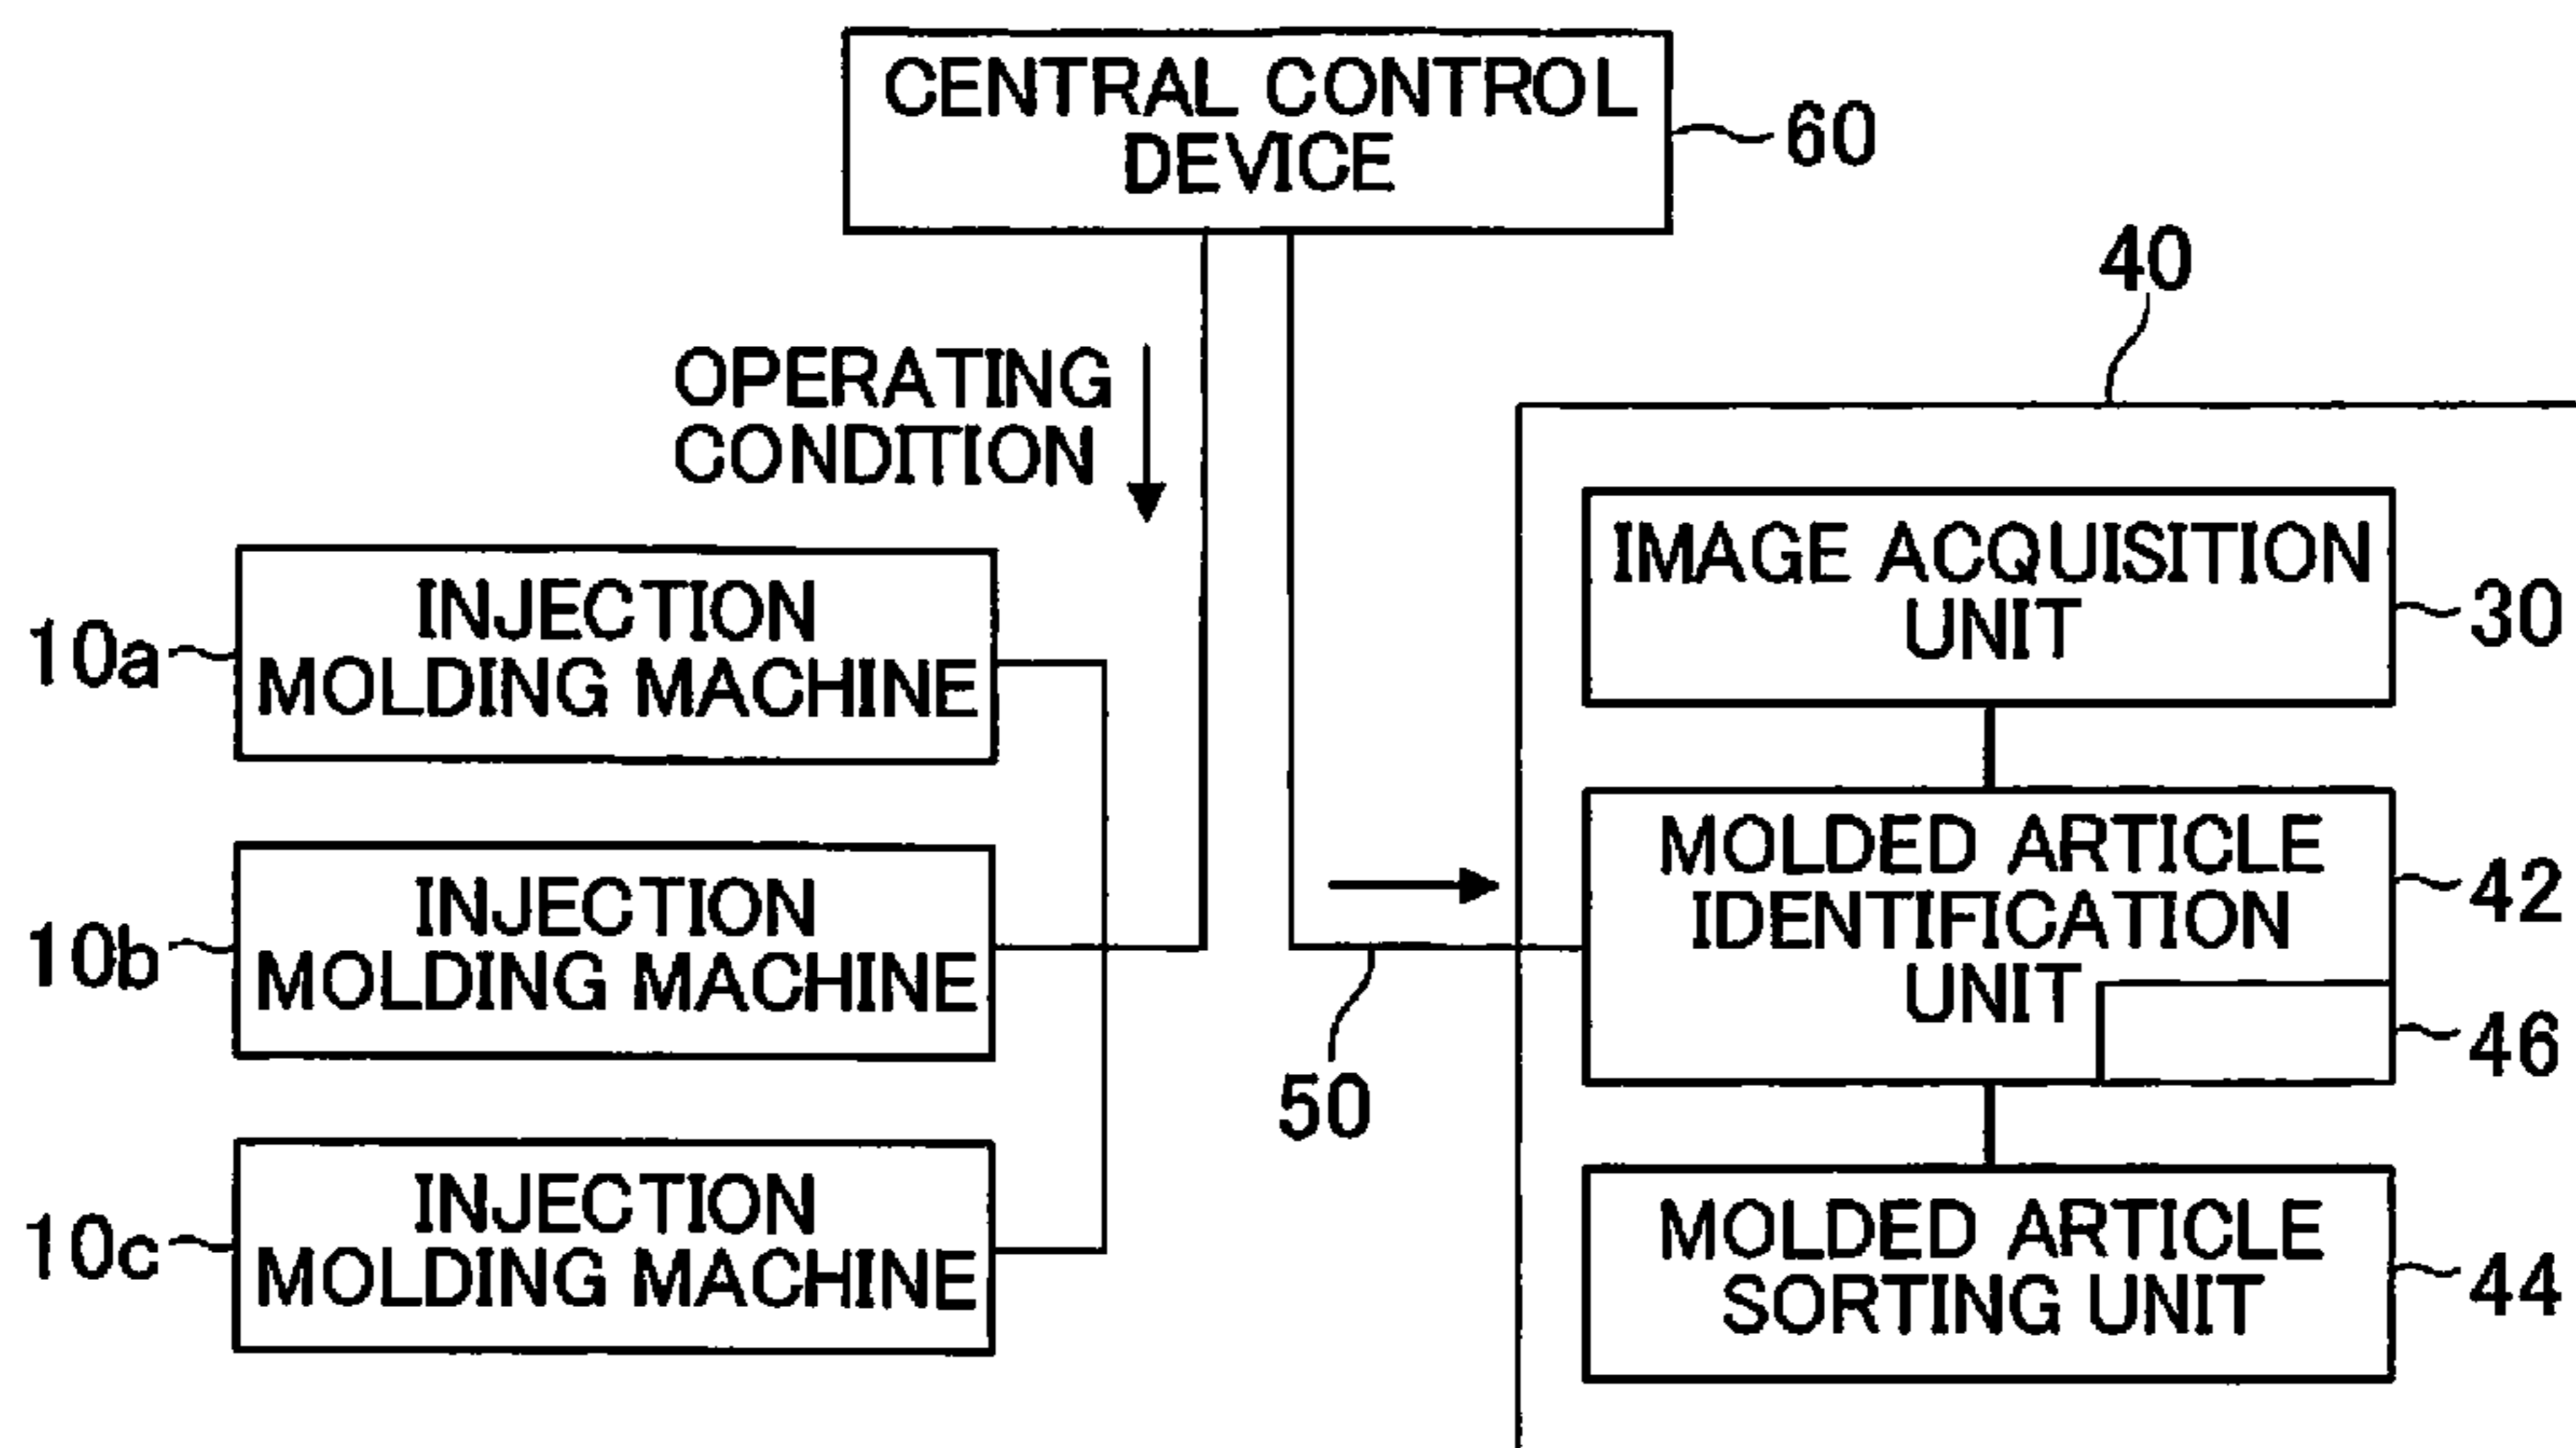 CENTRAL CONTROL
DEVICE
60
40
OPERATING
CONDITION
IMAGE ACQUISITION
UNIT
30
10a
INJECTION
MOLDING MACHINE
MOLDED ARTICLE
IDENTIFICATION
UNIT
42
46
10b
INJECTION
MOLDING MACHINE
50
10c
INJECTION
MOLDING MACHINE
MOLDED ARTICLE
SORTING UNIT
44